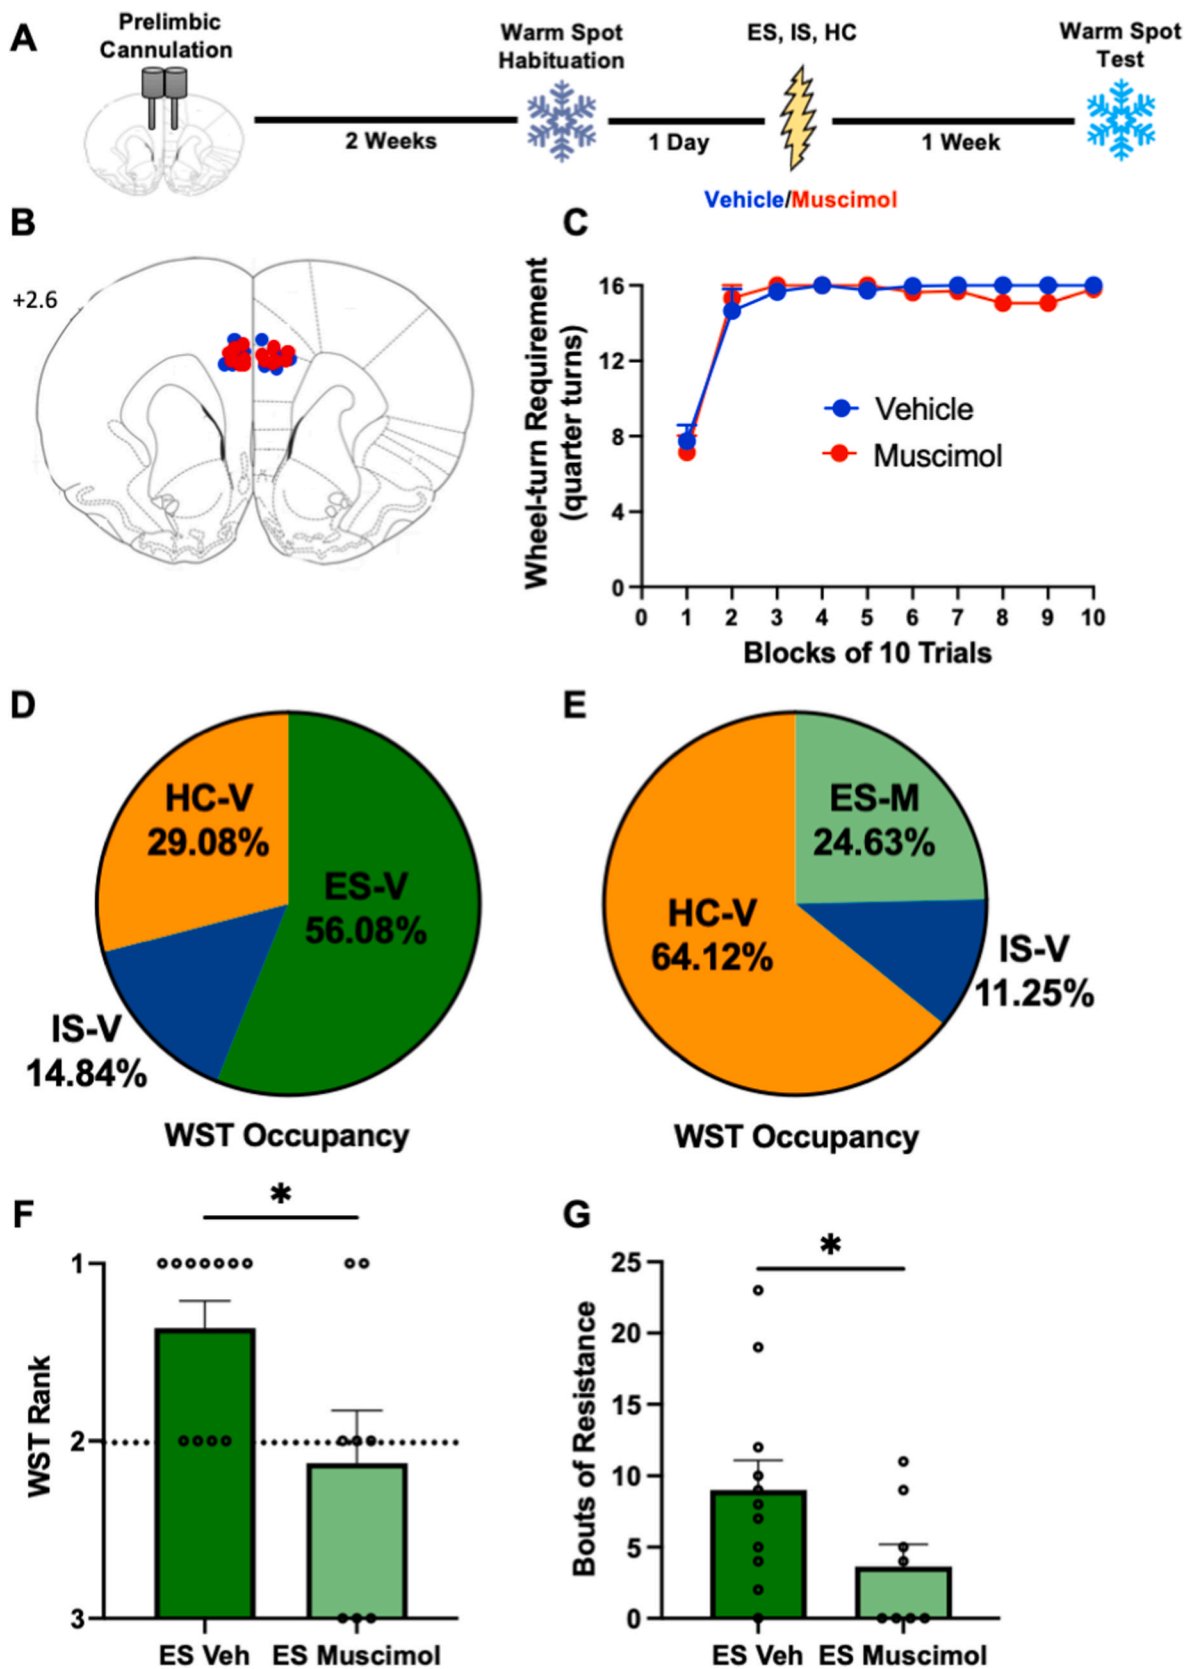 A
Prelimbic
Cannulation
Warm Spot
Habituation
ES, IS, HC
Warm Spot
Test
2 Weeks
1 Day
1 Week
Vehicle/Muscimol
B
+2.6
C
Wheel-turn Requirement
(quarter turns)
16
12
8
4
0
Vehicle
Muscimol
0 1 2 3 4 5 6 7 8 9 10
Blocks of 10 Trials
D
HC-V
29.08%
ES-V
56.08%
IS-V
14.84%
WST Occupancy
E
ES-M
24.63%
HC-V
64.12%
IS-V
11.25%
WST Occupancy
F
*
WST Rank
1
2
3
ES Veh ES Muscimol
G
*
Bouts of Resistance
25
20
15
10
5
0
ES Veh ES Muscimol